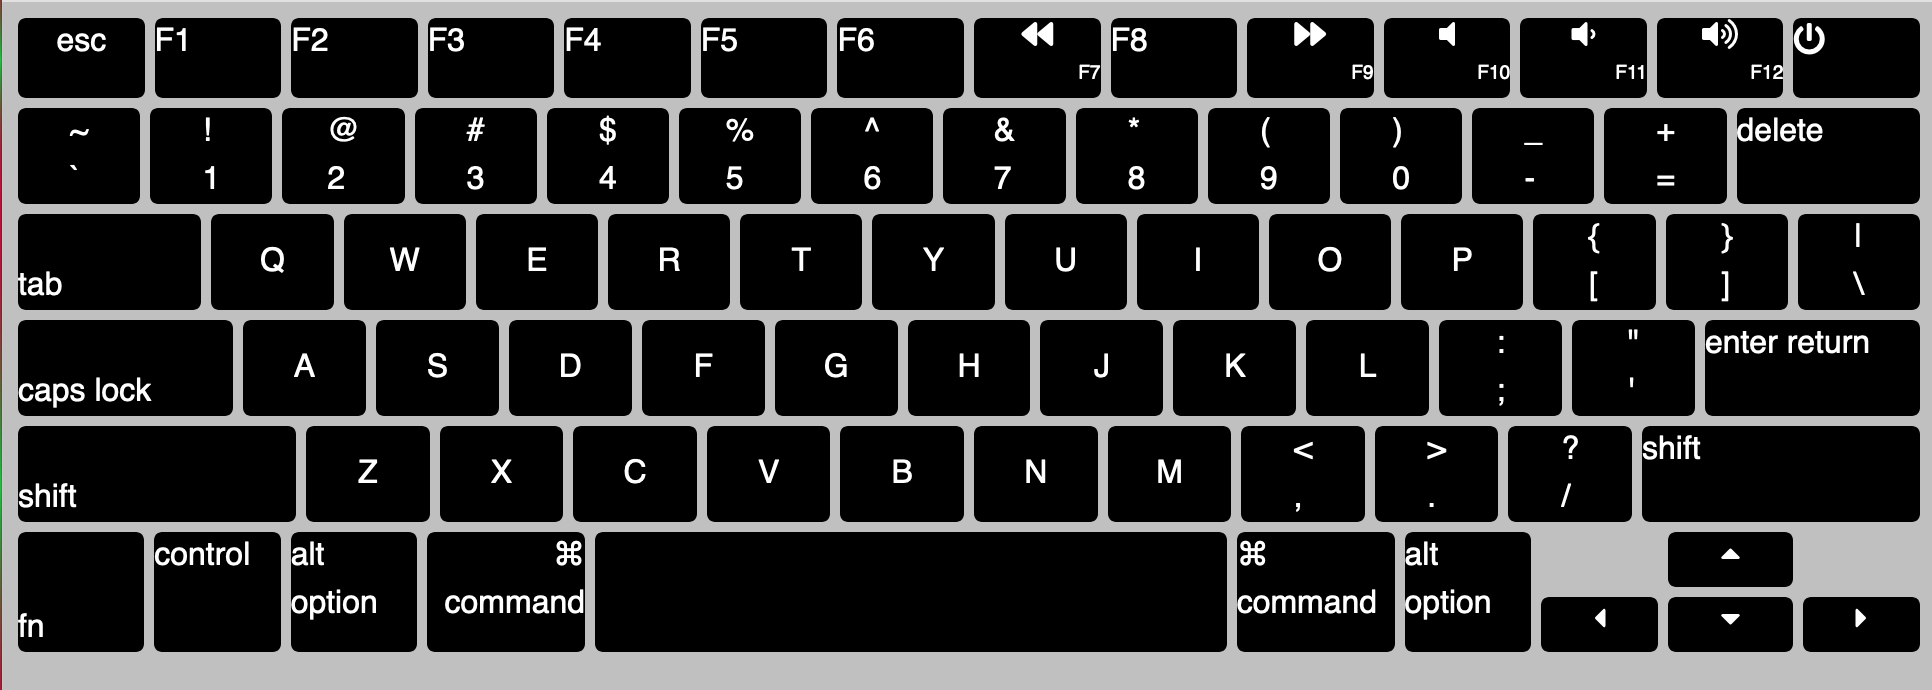 esc F1 F2 F3 F4 F5 F6 F7 F8 F9 F10 F11 F12
~ ! @ # $ % ^ & * ( ) _ + delete
` 1 2 3 4 5 6 7 8 9 0 - =
tab Q W E R T Y U I O P { } |
[ ] \
caps lock A S D F G H J K L : " enter return
; '
shift Z X C V B N M < > ? shift
, . /
fn control alt ⌘ ⌘ alt
option command command option